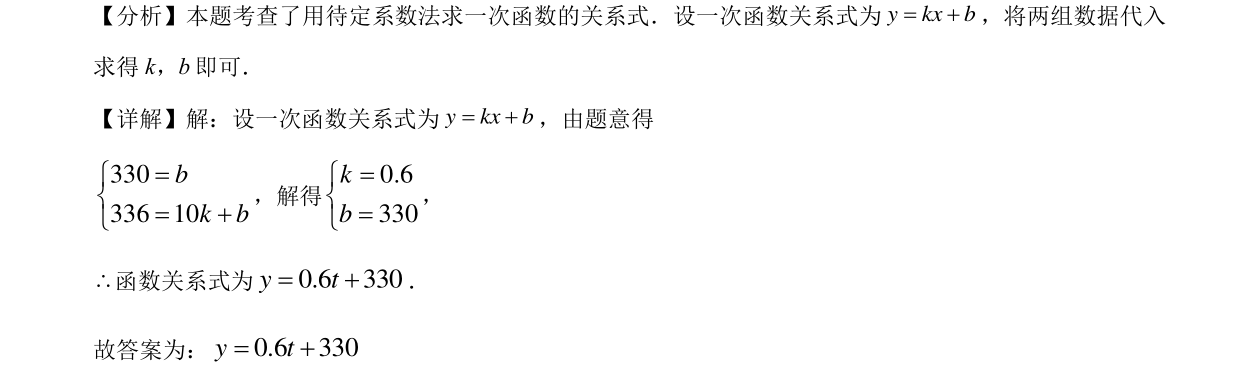 【分析】本题考查了用待定系数法求一次函数的关系式．设一次函数关系式为 y = kx + b，将两组数据代入
求得 k，b 即可．
【详解】解：设一次函数关系式为 y = kx + b，由题意得
{330 = b
336 = 10k + b，解得{k = 0.6
b = 330，
∴函数关系式为 y = 0.6t + 330．
故答案为：y = 0.6t + 330